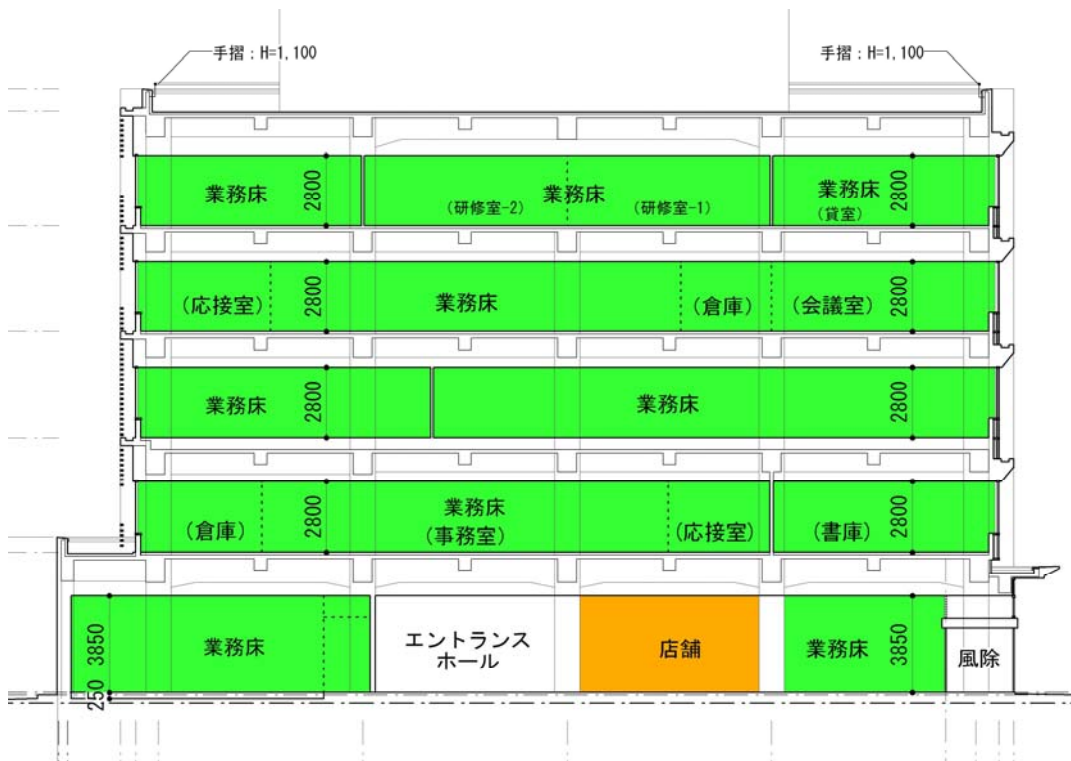 手摺：H=1,100
手摺：H=1,100
業務床
2800
業務床
(研修室-2)
(研修室-1)
業務床
(貸室)
2800
(応接室)
2800
業務床
(倉庫)
(会議室)
2800
業務床
2800
業務床
2800
(倉庫)
2800
業務床
(事務室)
(応接室)
(書庫)
2800
3850
250
業務床
エントランス
ホール
店舗
業務床
3850
風除